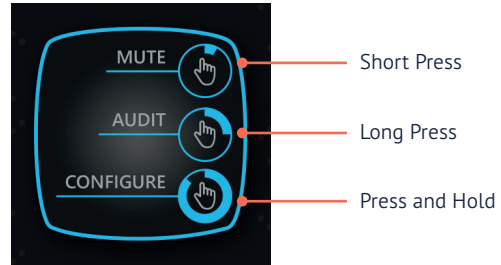 MUTE
Short Press
AUDIT
Long Press
CONFIGURE
Press and Hold